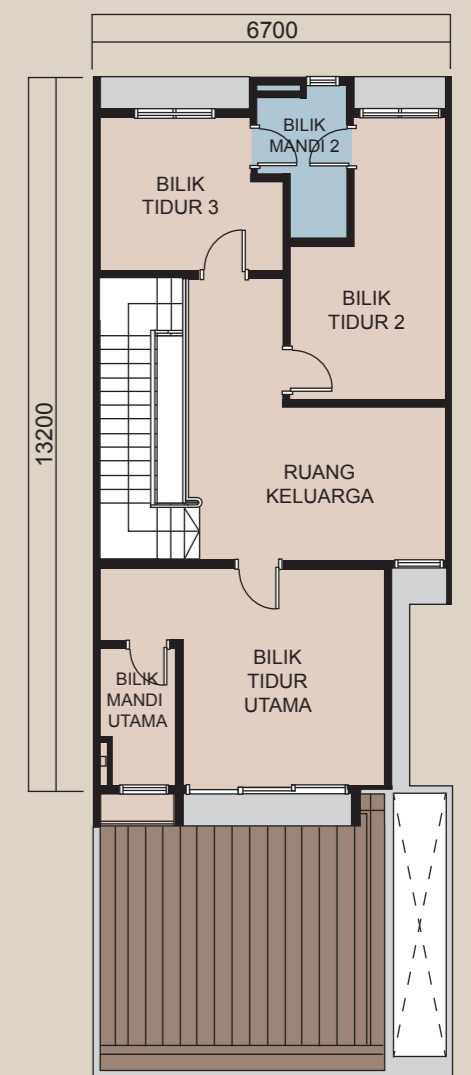 6700
BILIK
MANDI 2
BILIK
TIDUR 3
BILIK
TIDUR 2
13200
RUANG
KELUARGA
BILIK
TIDUR
UTAMA
BILIK
MANDI
UTAMA